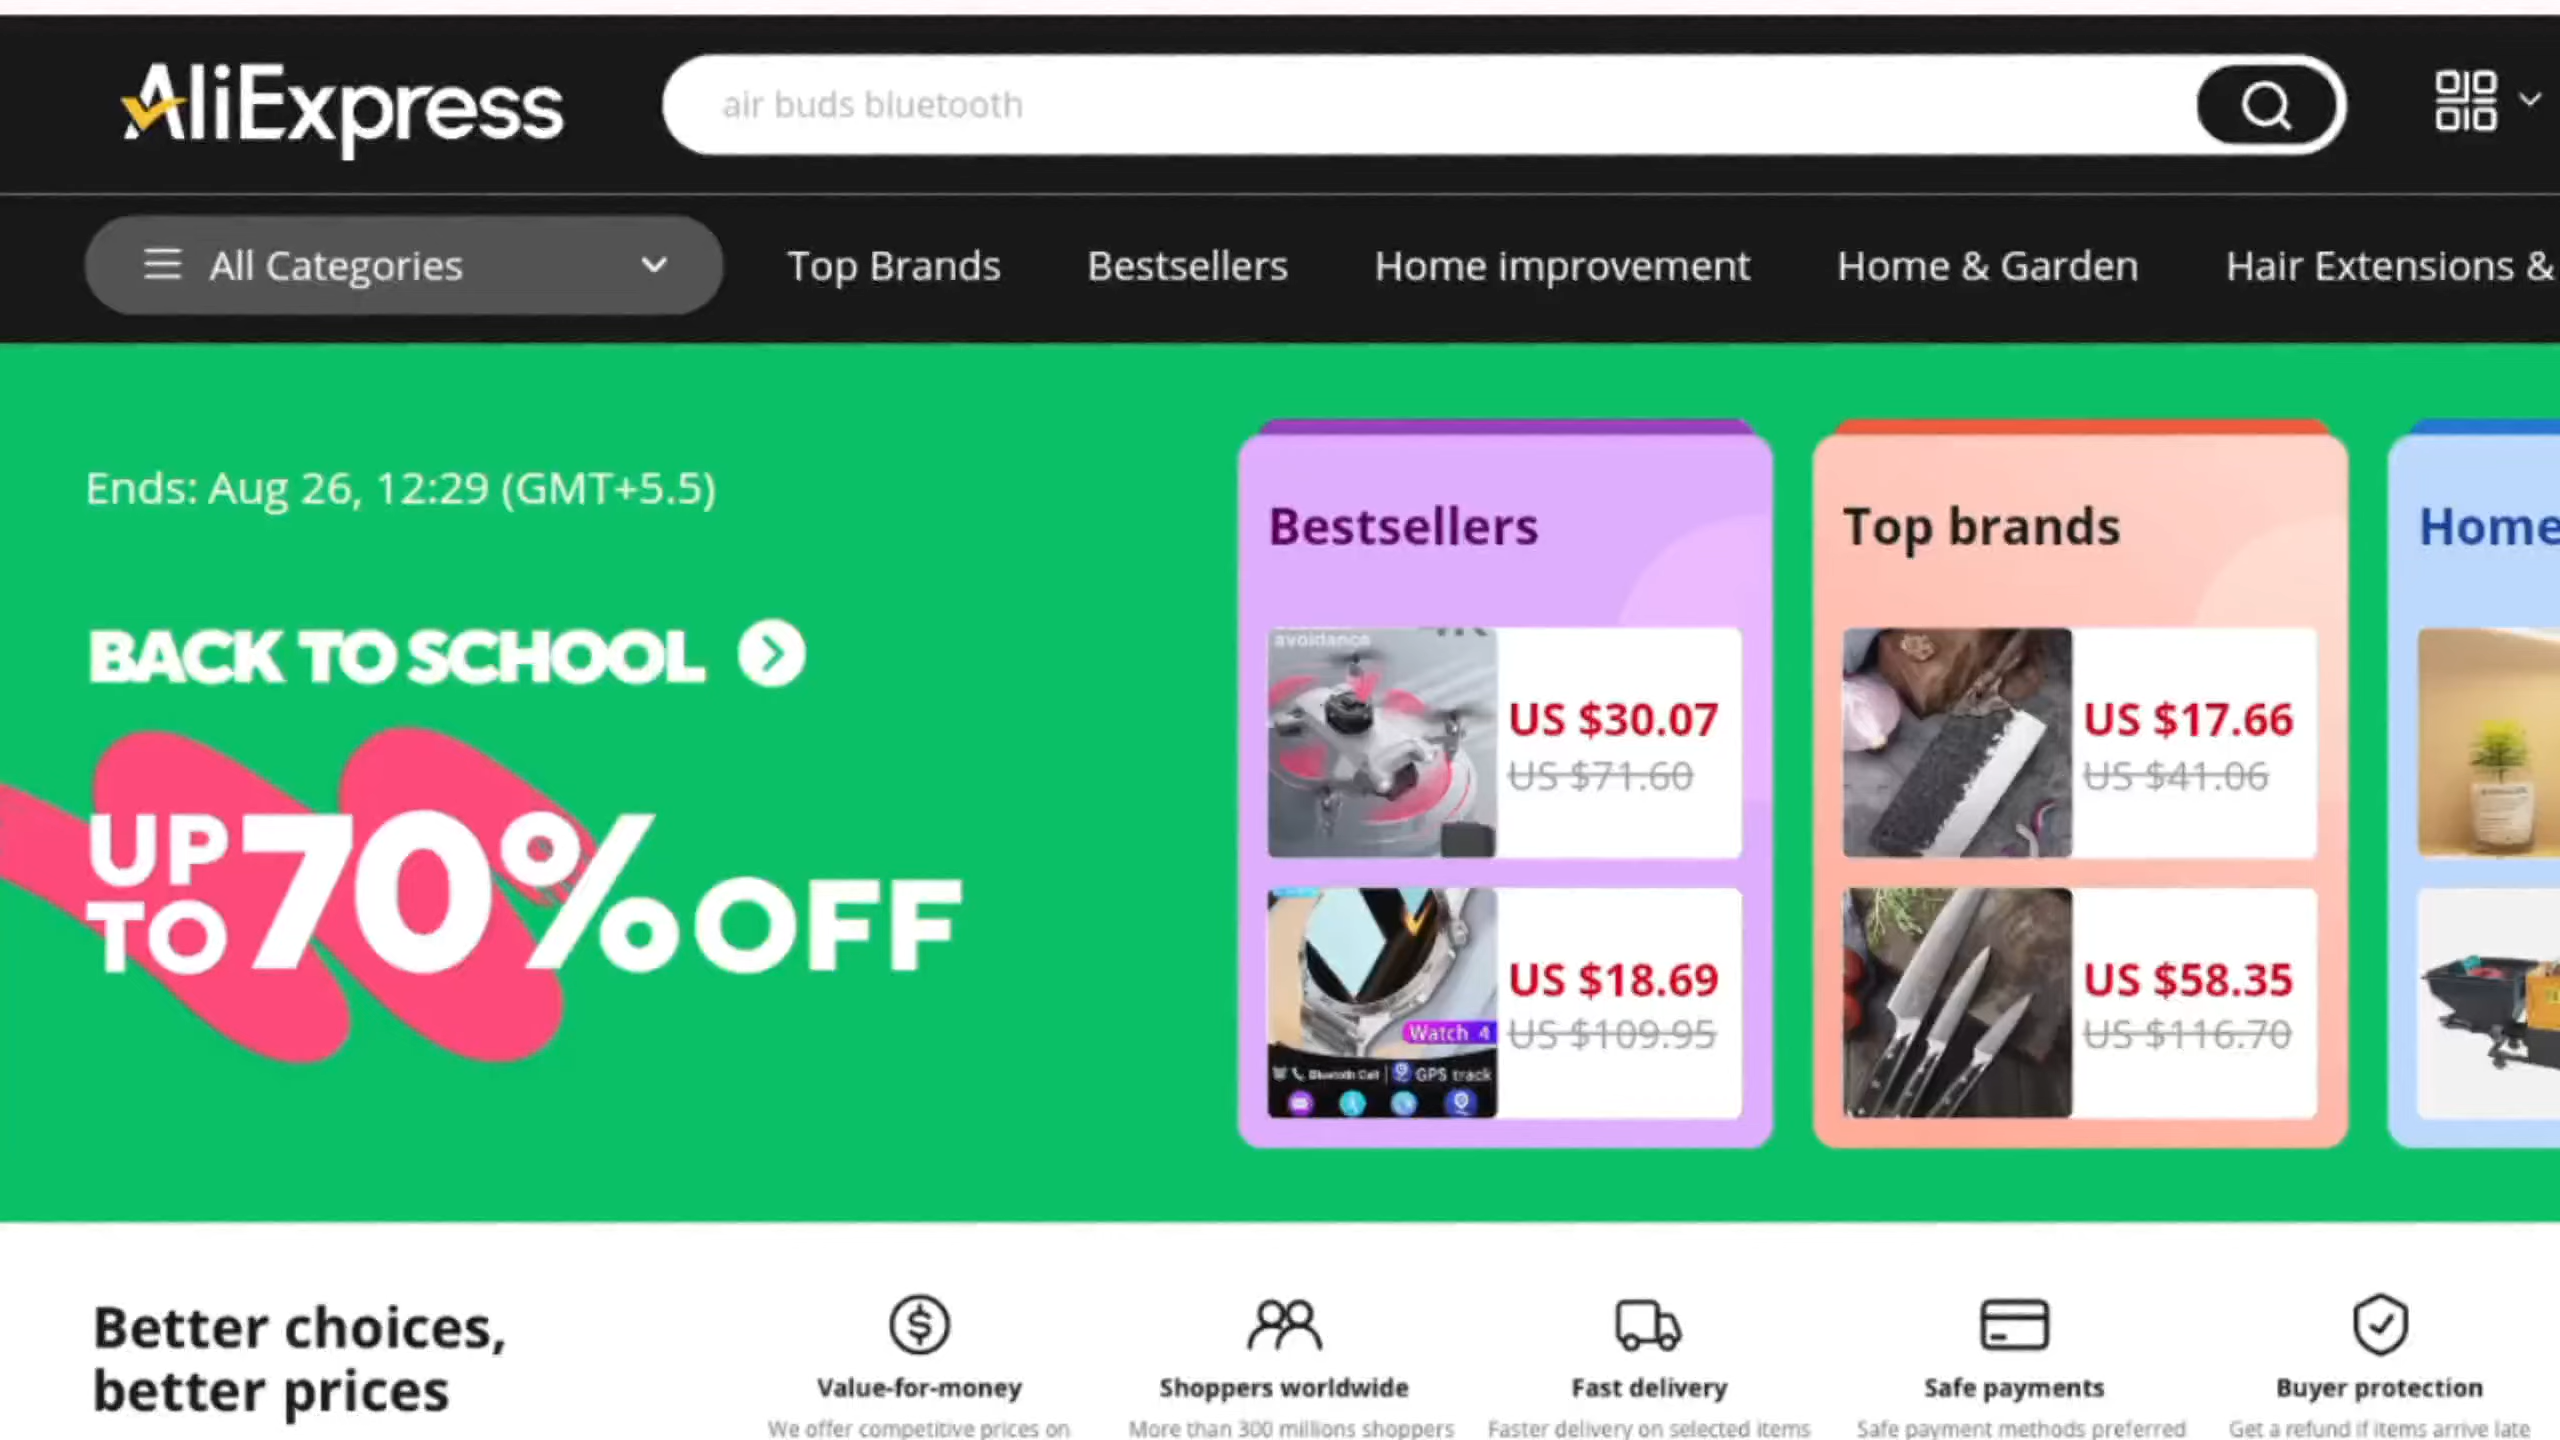 AliExpress
air buds bluetooth
All Categories
Top Brands
Bestsellers
Home improvement
Home & Garden
Hair Extensions &
Ends: Aug 26, 12:29 (GMT+5.5)
BACK TO SCHOOL
UP TO 70% OFF
Bestsellers
avoidance
US $30.07
US $71.60
Watch 4
Bluetooth Call
GPS track
US $18.69
US $109.95
Top brands
US $17.66
US $41.06
US $58.35
US $116.70
Home
Better choices,
better prices
Value-for-money
We offer competitive prices on
Shoppers worldwide
More than 300 millions shoppers
Fast delivery
Faster delivery on selected items
Safe payments
Safe payment methods preferred
Buyer protection
Get a refund if items arrive late